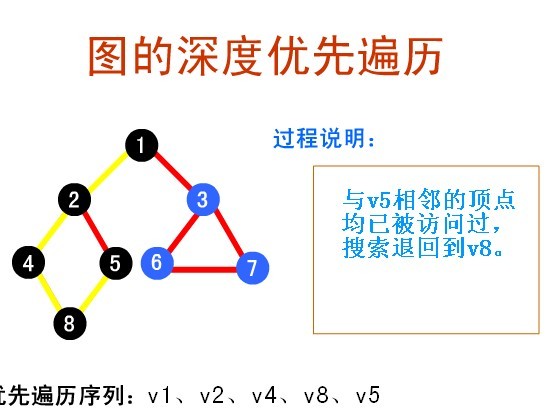 图的深度优先遍历
过程说明:
1
2
3
4
5
6
7
8
与v5相邻的顶点
均已被访问过，
搜索退回到v8。
优先遍历序列: v1、v2、v4、v8、v5